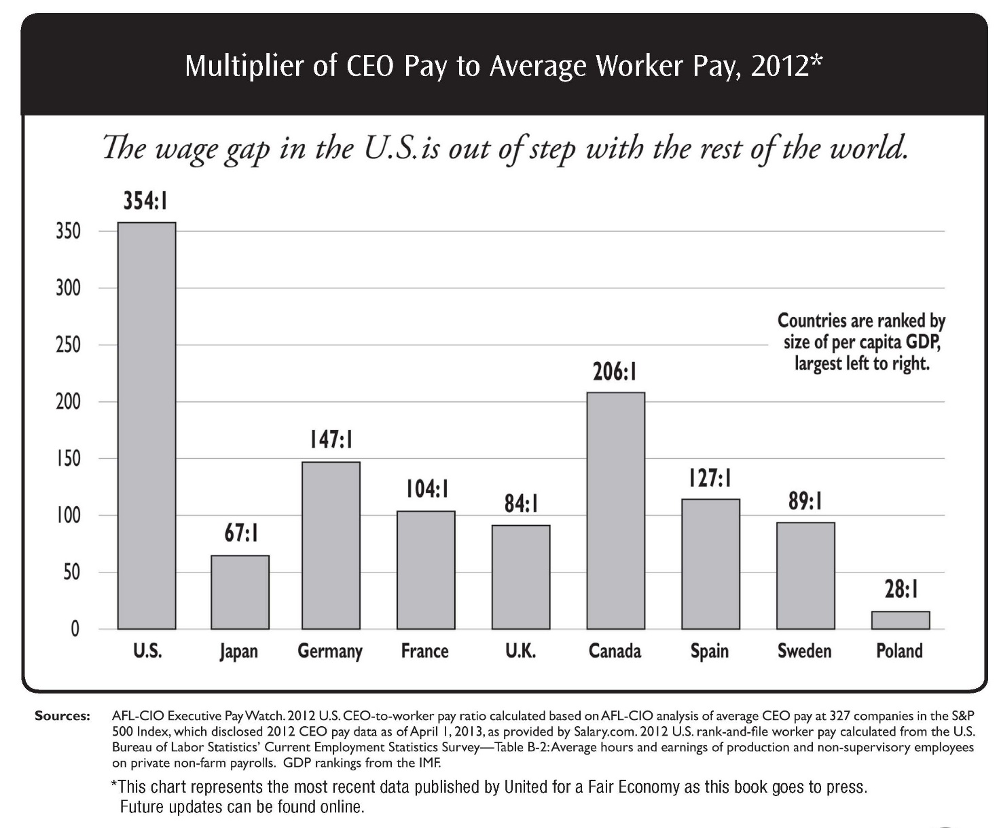 Multiplier of CEO Pay to Average Worker Pay, 2012*
The wage gap in the U.S. is out of step with the rest of the world.
354:1
350
300
Countries are ranked by
size of per capita GDP,
largest left to right.
250
206:1
200
147:1
150
127:1
104:1
89:1
84:1
100
67:1
50
28:1
0
U.S. Japan Germany France U.K. Canada Spain Sweden Poland
Sources: AFL-CIO Executive PayWatch. 2012 U.S. CEO-to-worker pay ratio calculated based on AFL-CIO analysis of average CEO pay at 327 companies in the S&P
500 Index, which disclosed 2012 CEO pay data as of April 1, 2013, as provided by Salary.com. 2012 U.S. rank-and-file worker pay calculated from the U.S.
Bureau of Labor Statistics' Current Employment Statistics Survey—Table B-2: Average hours and earnings of production and non-supervisory employees
on private non-farm payrolls. GDP rankings from the IMF.
*This chart represents the most recent data published by United for a Fair Economy as this book goes to press.
Future updates can be found online.